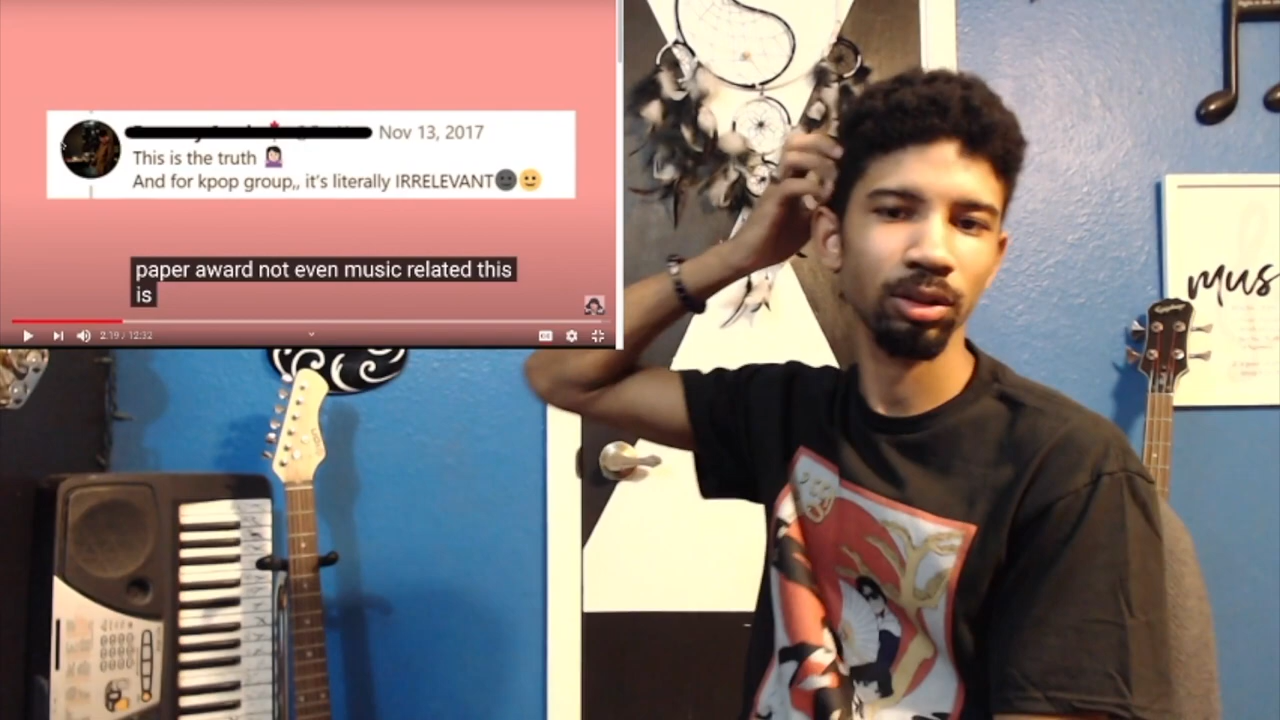 Nov 13, 2017
This is the truth 🤷🏻‍♀️
And for kpop group,, it's literally IRRELEVANT🌚🌝
paper award not even music related this
is
2:19 / 12:32
CC
mus